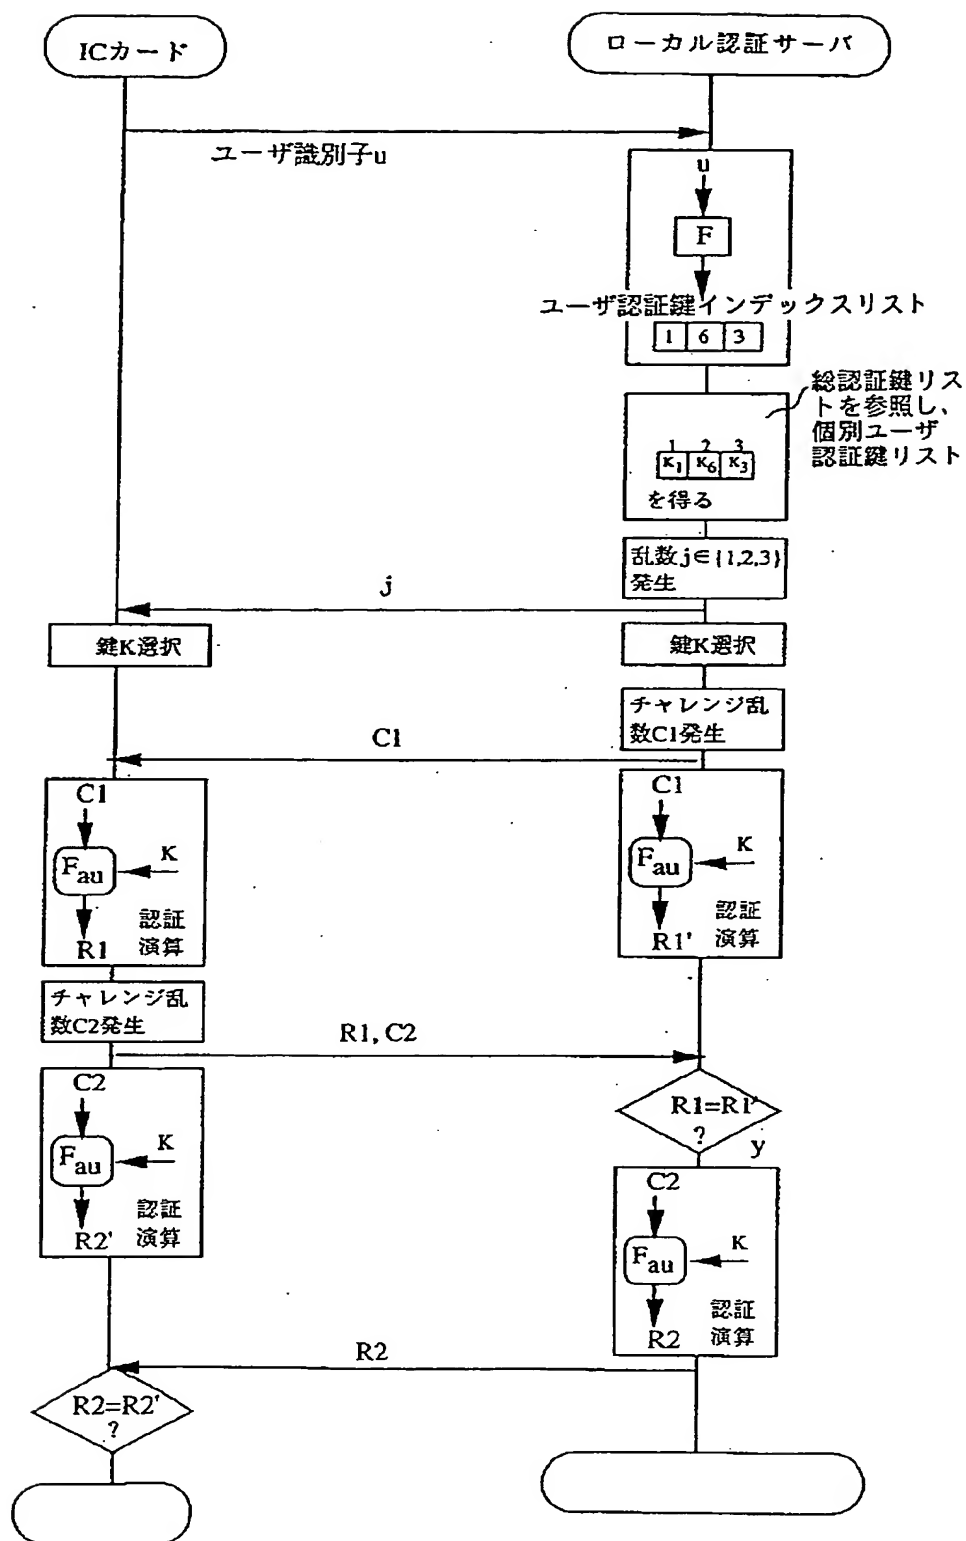 ICカード
ローカル認証サーバ
ユーザ識別子u
u
F
ユーザ認証鍵インデックスリスト
1 6 3
総認証鍵リス
トを参照し、
個別ユーザ
認証鍵リスト
1 2 3
K1 K6 K3
を得る
乱数j∈{1,2,3}
発生
j
鍵K選択
鍵K選択
チャレンジ乱
数C1発生
C1
C1
Fau
K
R1
認証
演算
C1
Fau
K
R1'
認証
演算
チャレンジ乱
数C2発生
R1, C2
R1=R1'
?
y
C2
Fau
K
R2'
認証
演算
C2
Fau
K
R2
認証
演算
R2
R2=R2'
?